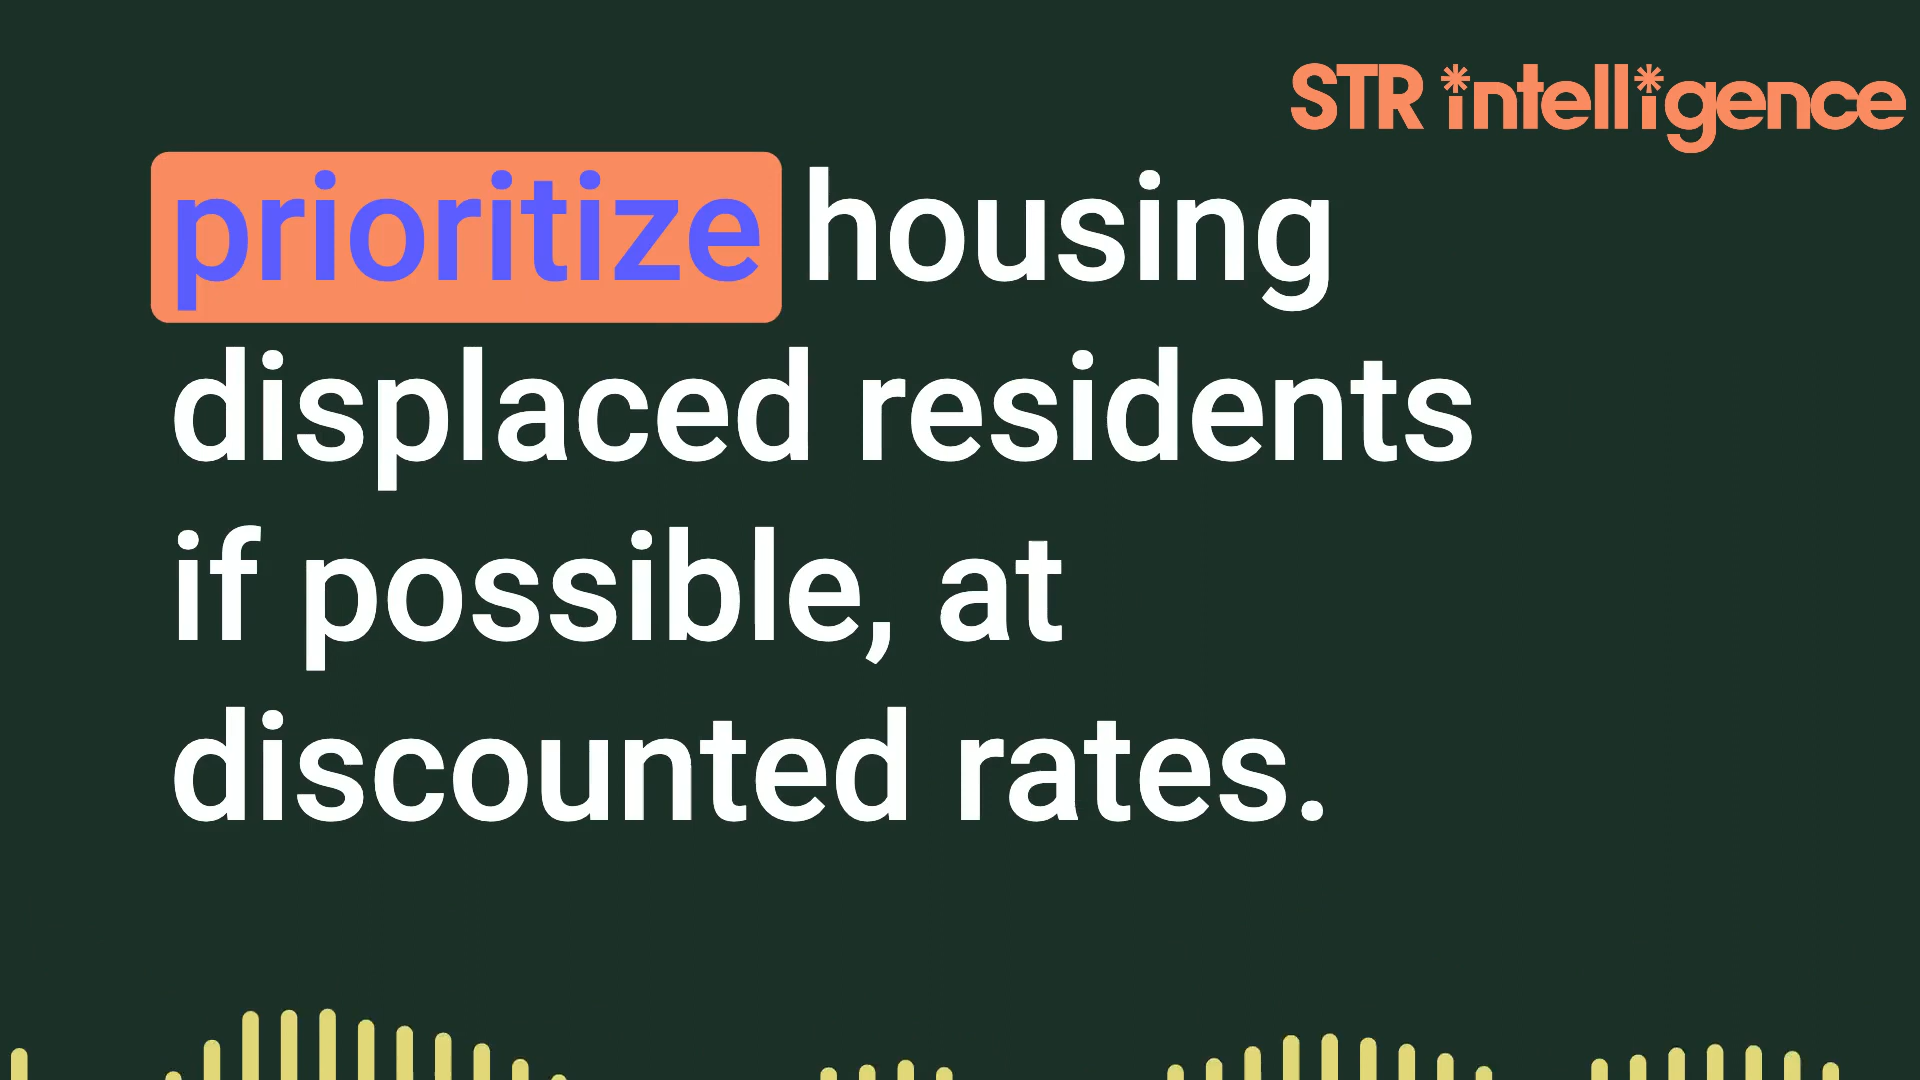 STR intelligence
prioritize housing
displaced residents
if possible, at
discounted rates.